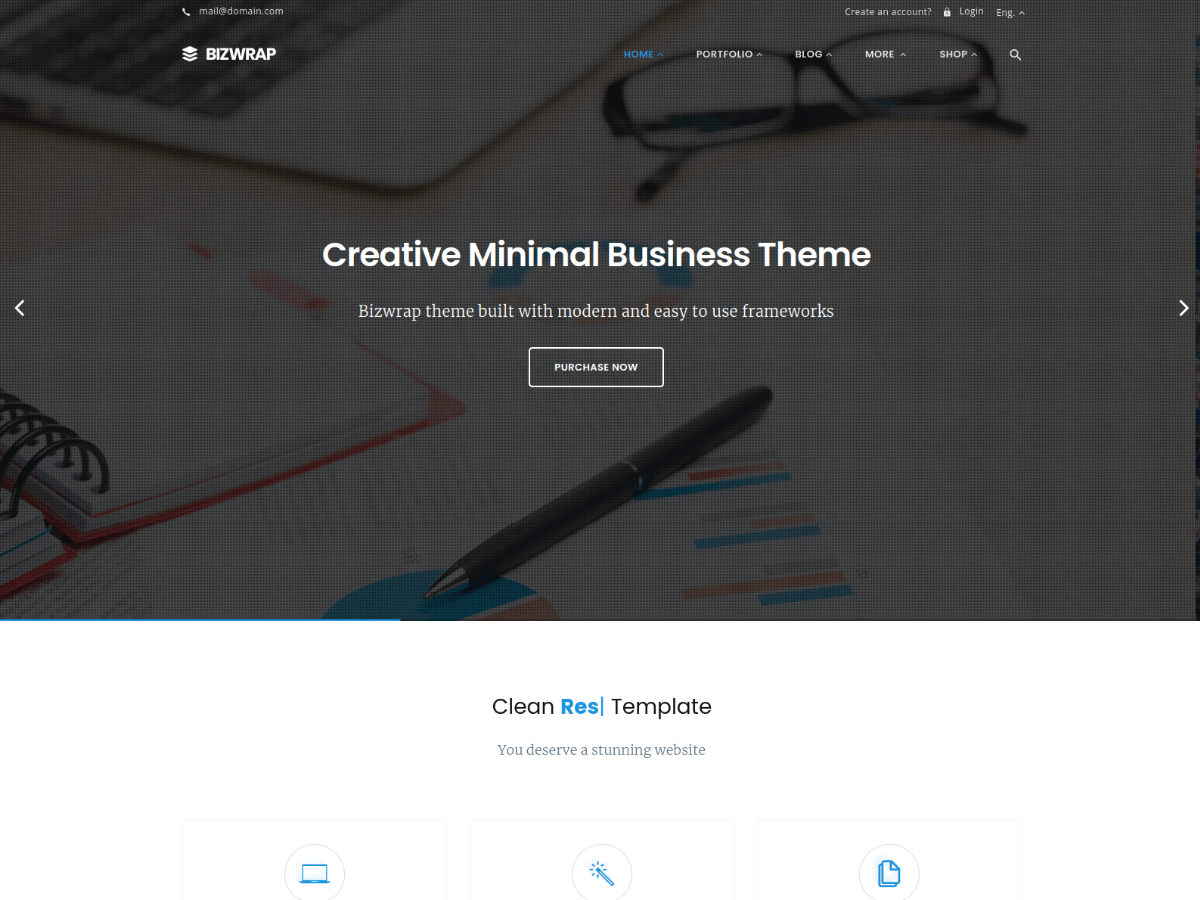 mail@domain.com
Create an account?
Login
Eng.
BIZWRAP
HOME
PORTFOLIO
BLOG
MORE
SHOP
Creative Minimal Business Theme
Bizwrap theme built with modern and easy to use frameworks
PURCHASE NOW
Clean Res| Template
You deserve a stunning website